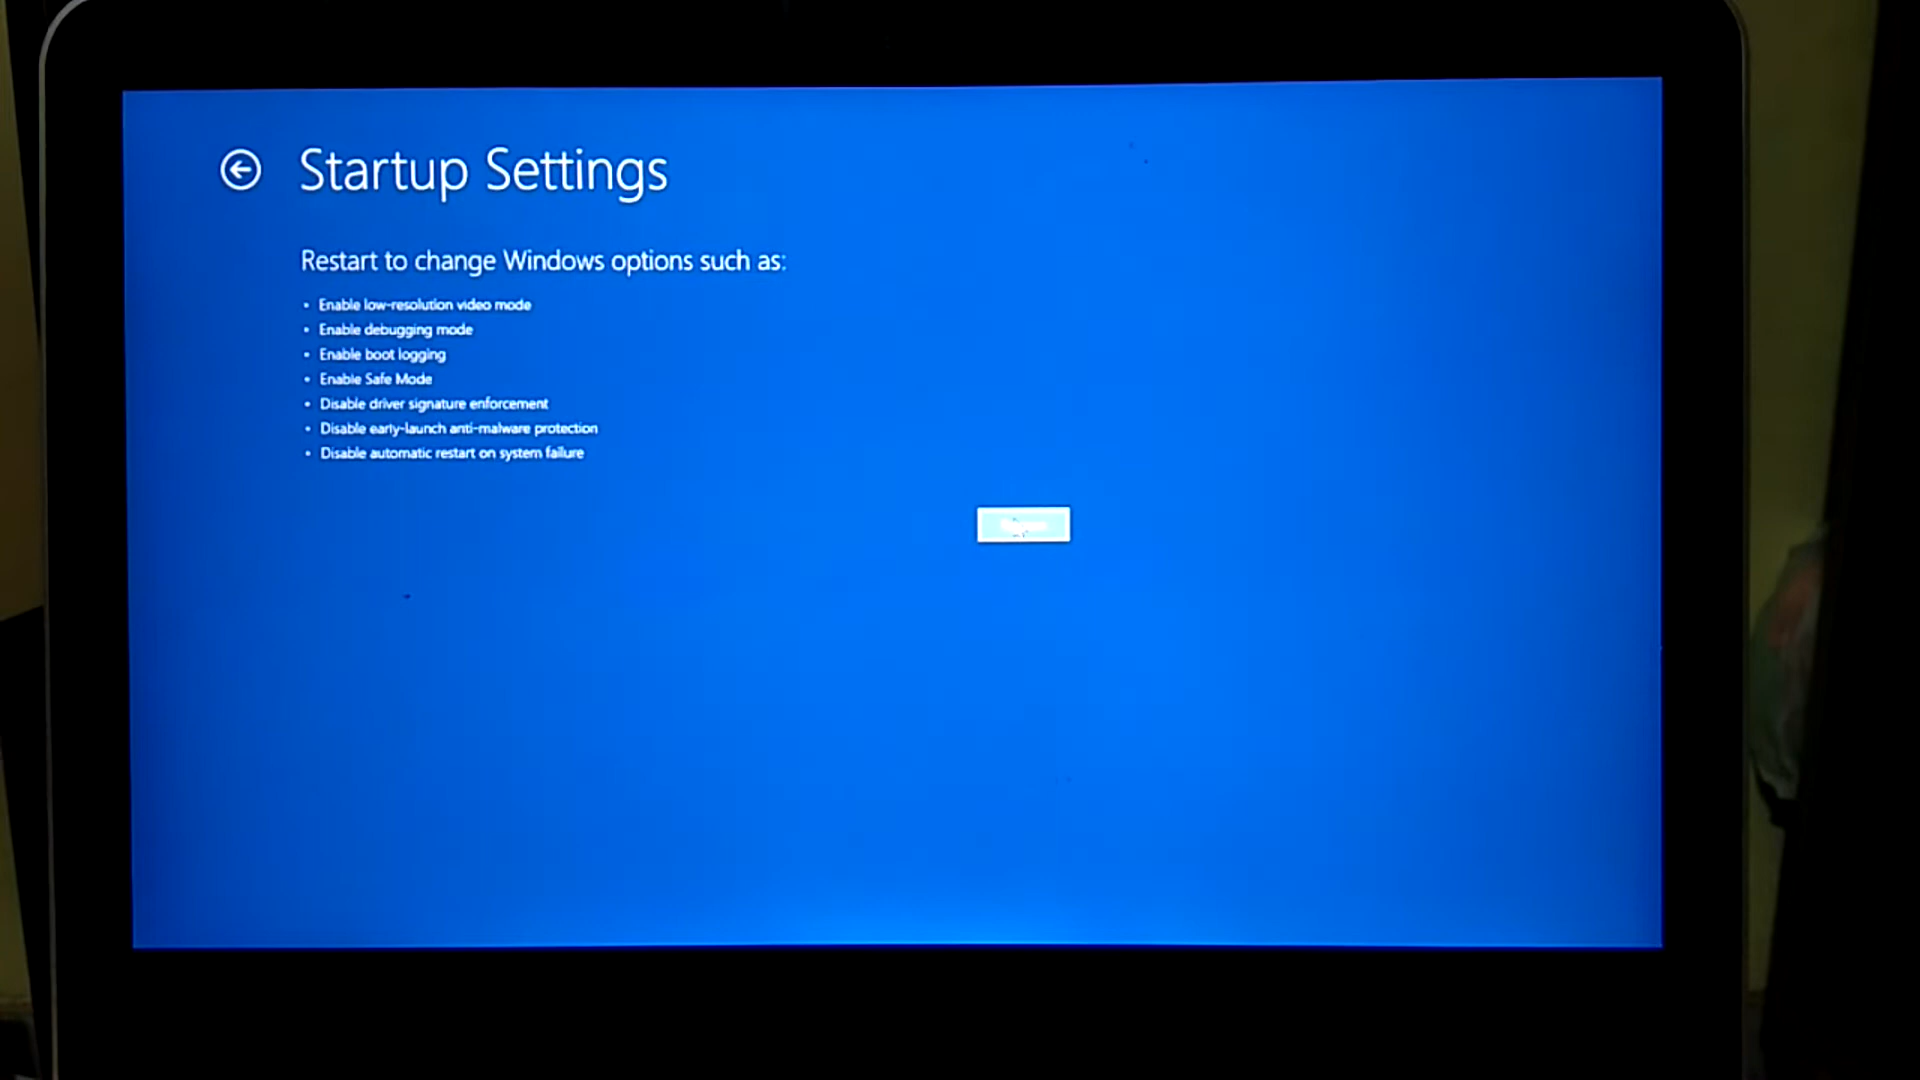 Startup Settings
Restart to change Windows options such as:
• Enable low-resolution video mode
• Enable debugging mode
• Enable boot logging
• Enable Safe Mode
• Disable driver signature enforcement
• Disable early-launch anti-malware protection
• Disable automatic restart on system failure